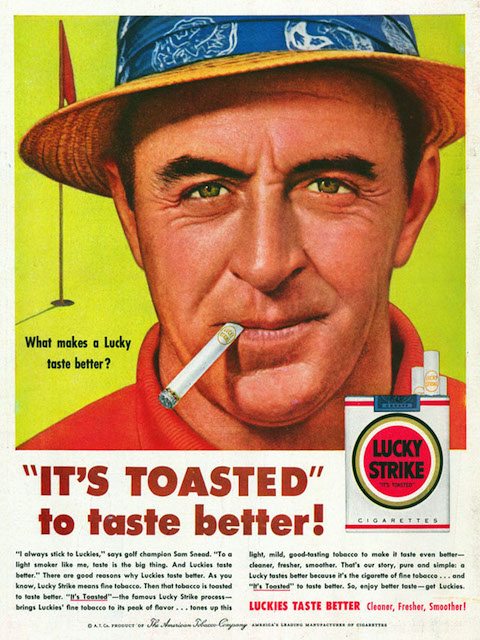 What makes a Lucky
taste better?
LUCKY
STRIKE
"IT'S TOASTED"
CIGARETTES
"IT'S TOASTED"
to taste better!
"I always stick to Luckies," says golf champion Sam Snead. "To a
light smoker like me, taste is the big thing. And Luckies taste
better." There are good reasons why Luckies taste better. As you
know, Lucky Strike means fine tobacco. Then that tobacco is toasted
to taste better. "It's Toasted"—the famous Lucky Strike process—
brings Luckies' fine tobacco to its peak of flavor . . . tones up this
light, mild, good-tasting tobacco to make it taste even better—
cleaner, fresher, smoother. That's our story, pure and simple: a
Lucky tastes better because it's the cigarette of fine tobacco . . . and
"It's Toasted" to taste better. So, enjoy better taste—get Luckies.
LUCKIES TASTE BETTER Cleaner, Fresher, Smoother!
© A. T. Co. PRODUCT OF The American Tobacco Company AMERICA'S LEADING MANUFACTURER OF CIGARETTES